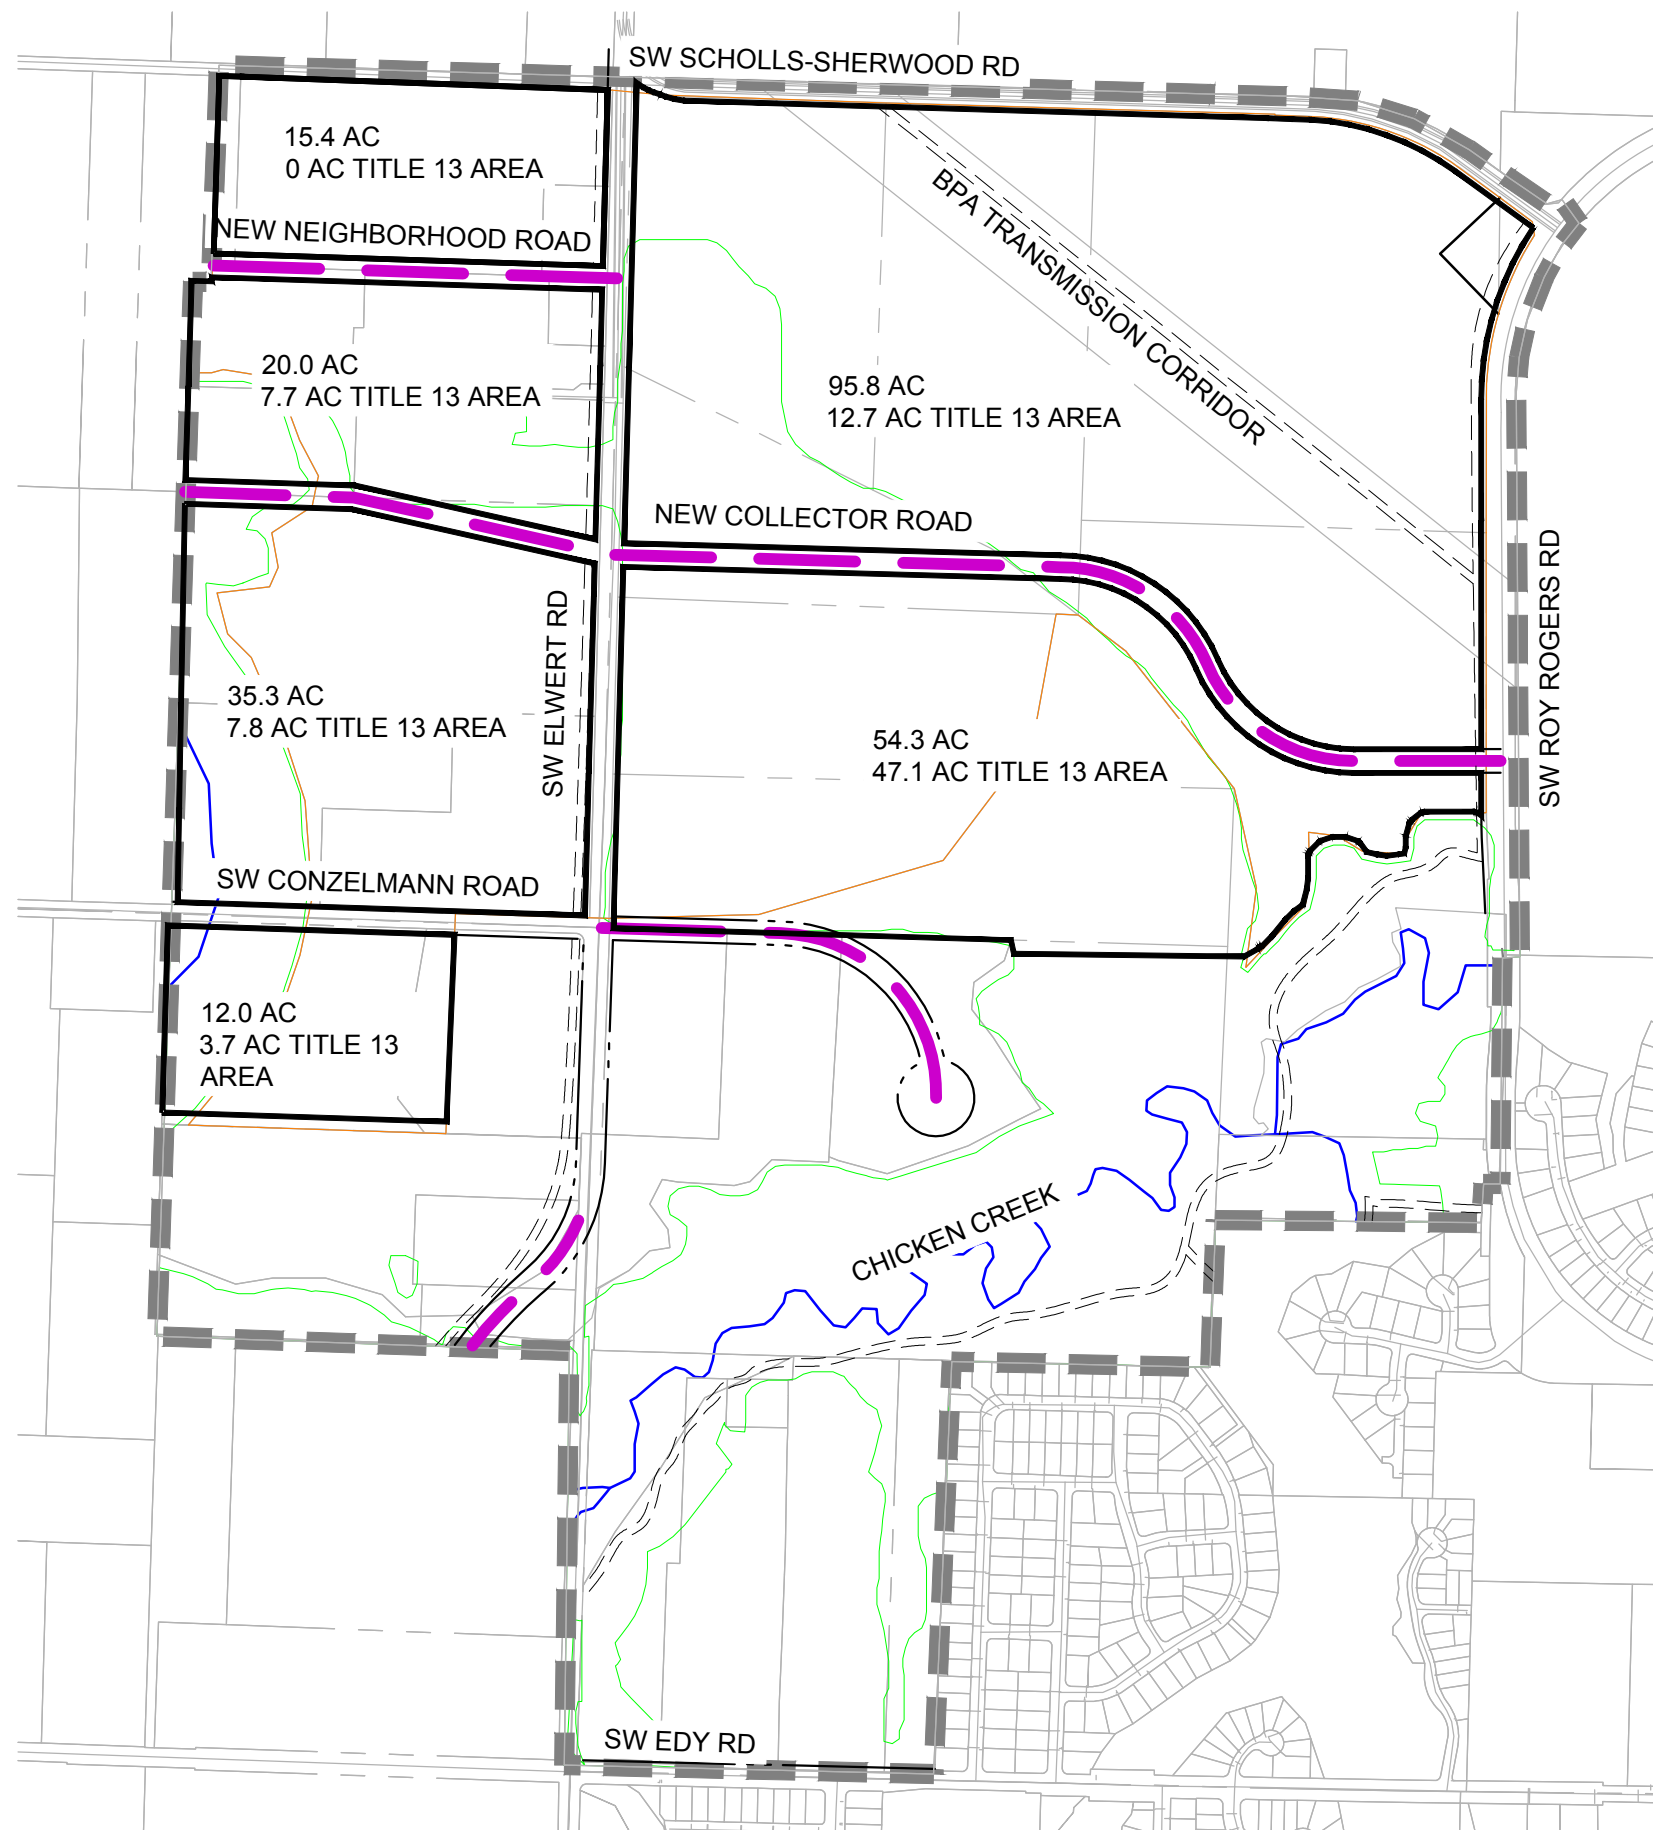 SW SCHOLLS-SHERWOOD RD
15.4 AC
0 AC TITLE 13 AREA
BPA TRANSMISSION CORRIDOR
NEW NEIGHBORHOOD ROAD
20.0 AC
7.7 AC TITLE 13 AREA
95.8 AC
12.7 AC TITLE 13 AREA
NEW COLLECTOR ROAD
SW ROY ROGERS RD
SW ELWERT RD
35.3 AC
7.8 AC TITLE 13 AREA
54.3 AC
47.1 AC TITLE 13 AREA
SW CONZELMANN ROAD
12.0 AC
3.7 AC TITLE 13
AREA
CHICKEN CREEK
SW EDY RD